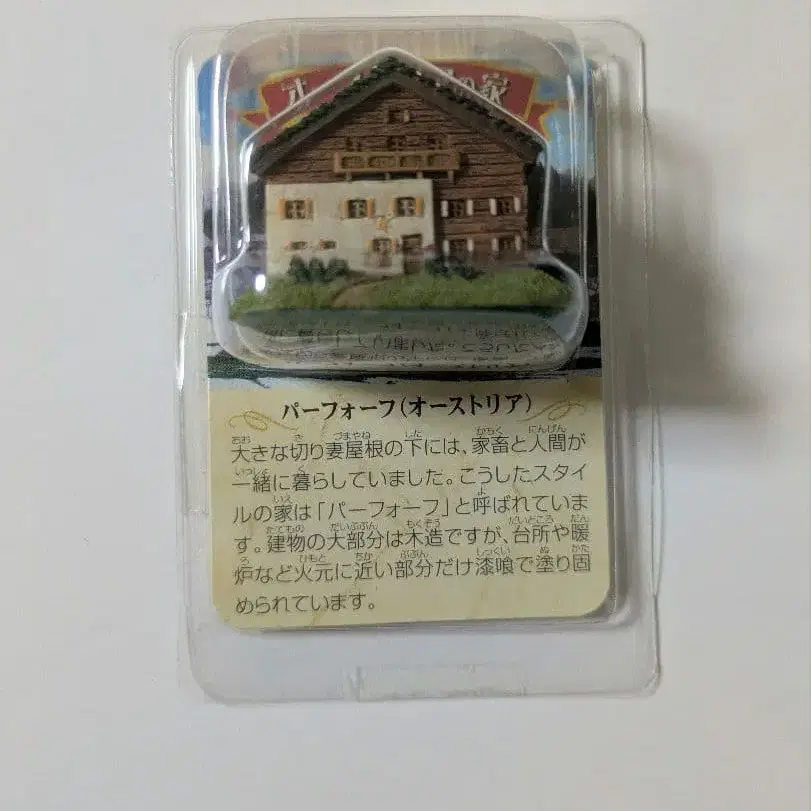 の家
パーフォーフ(オーストリア)
大きな切り妻屋根の下には、家畜と人間が
一緒に暮らしていました。こうしたスタイ
ルの家は「パーフォーフ」と呼ばれていま
す。建物の大部分は木造ですが、台所や暖
炉など火元に近い部分だけ漆喰で塗り固
められています。